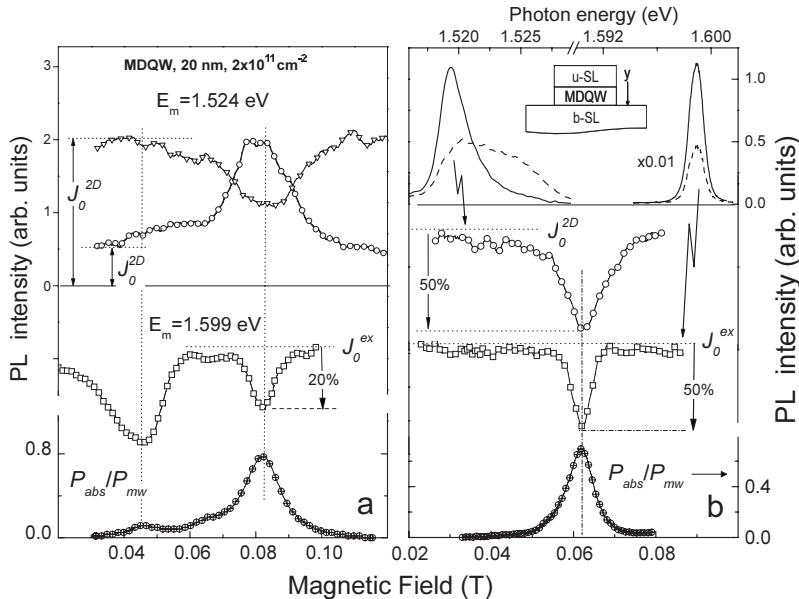 Photon energy (eV)
1.520 1.525 1.592 1.600
MDQW, 20 nm, 2x10^11 cm^-2
E_m=1.524 eV
3
2
1
0
J_0^2D
J_0^2D
E_m=1.599 eV
J_0^ex
20%
0.8
P_abs/P_mw
0.0
a
0.04 0.06 0.08 0.10
PL intensity (arb. units)
u-SL
MDQW
b-SL
y
x0.01
1.0
0.5
0.0
J_0^2D
50%
J_0^ex
50%
P_abs/P_mw
b
0.4
0.0
0.02 0.04 0.06 0.08
PL intensity (arb. units)
Magnetic Field (T)